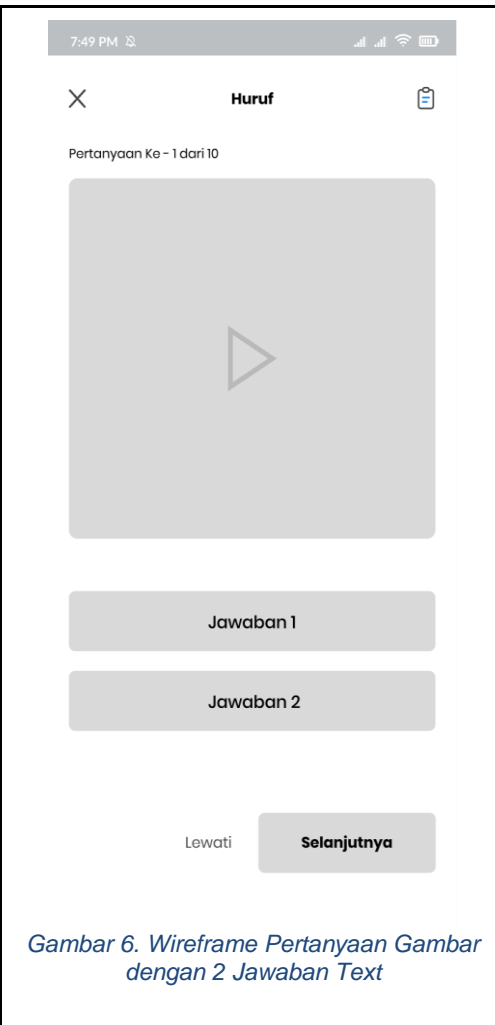 7:49 PM
Huruf
Pertanyaan Ke - 1 dari 10
Jawaban 1
Jawaban 2
Lewati
Selanjutnya
Gambar 6. Wireframe Pertanyaan Gambar
dengan 2 Jawaban Text